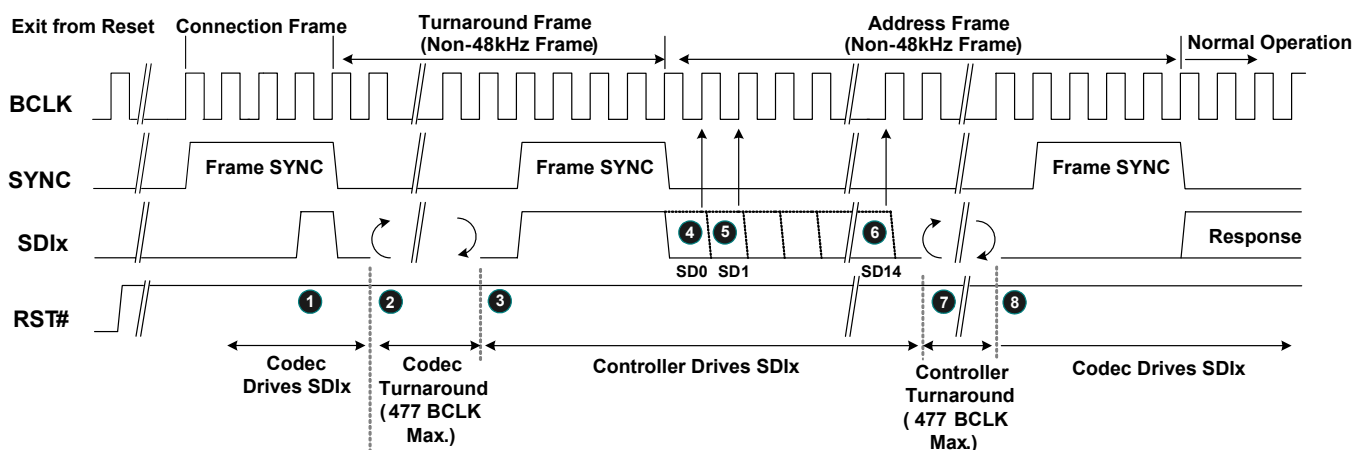 Exit from Reset
Connection Frame
Turnaround Frame
(Non-48kHz Frame)
Address Frame
(Non-48kHz Frame)
Normal Operation
BCLK
SYNC
Frame SYNC
Frame SYNC
Frame SYNC
SDIx
4
5
6
Response
SD0
SD1
SD14
RST#
1
2
3
7
8
Codec
Drives SDIx
Codec
Turnaround
( 477 BCLK
Max.)
Controller Drives SDIx
Controller
Turnaround
( 477 BCLK
Max.)
Codec Drives SDIx